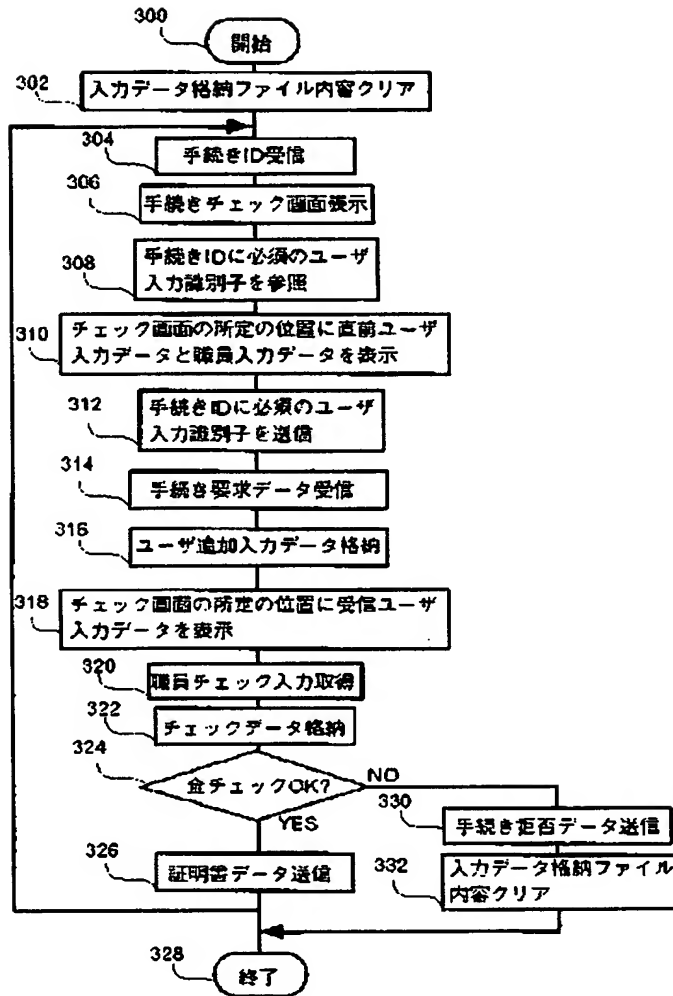 300
開始
302
入力データ格納ファイル内容クリア
304
手続きID受信
306
手続きチェック画面表示
308
手続きIDに必須のユーザ
入力識別子を参照
310
チェック画面の所定の位置に直前ユーザ
入力データと職員入力データを表示
312
手続きIDに必須のユーザ
入力識別子を送信
314
手続き要求データ受信
316
ユーザ追加入力データ格納
318
チェック画面の所定の位置に受信ユーザ
入力データを表示
320
職員チェック入力取得
322
チェックデータ格納
324
全チェックOK?
NO
YES
330
手続き拒否データ送信
326
証明書データ送信
332
入力データ格納ファイル
内容クリア
328
終了